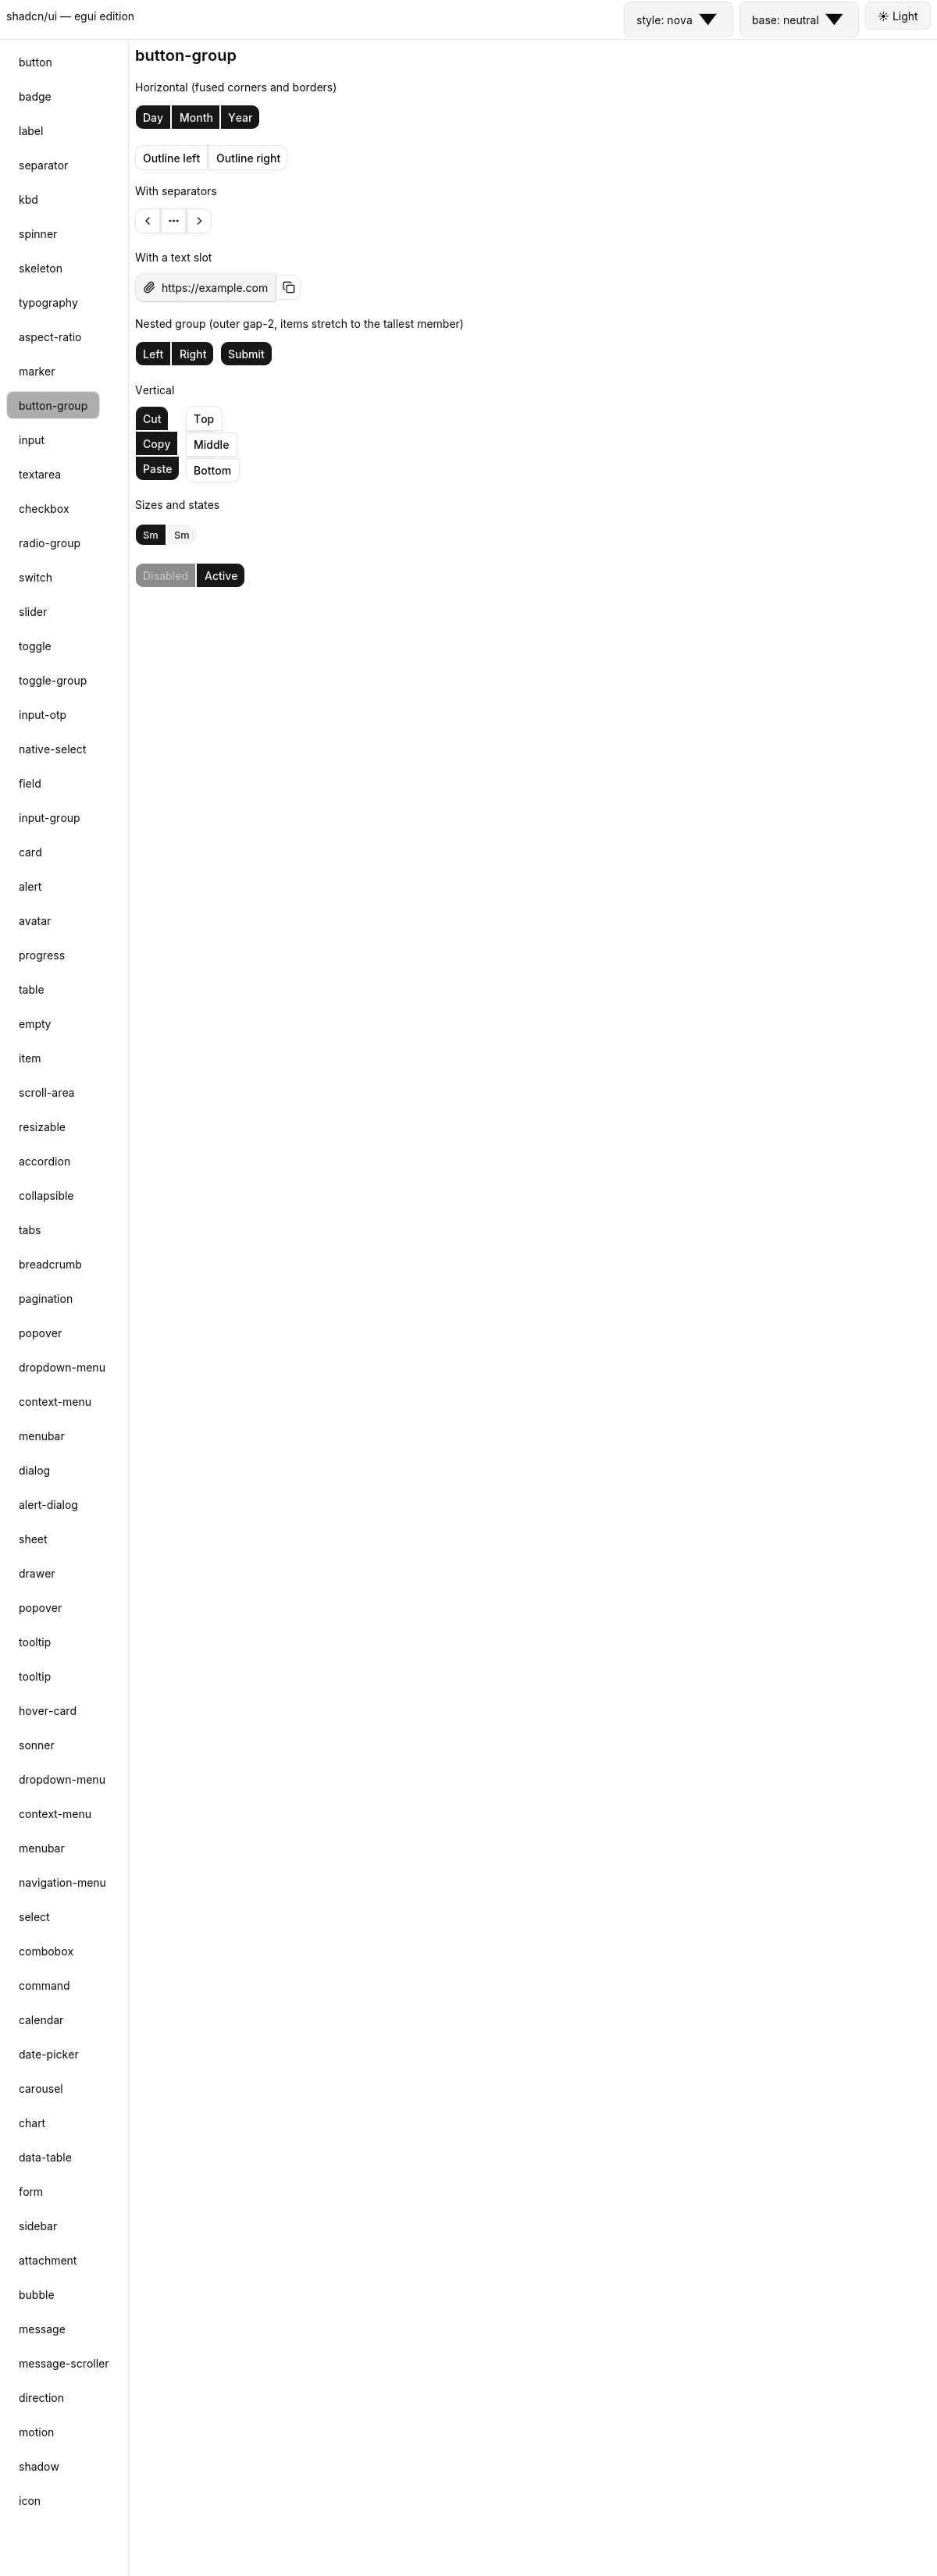 shadcn/ui — egui edition
style: nova
base: neutral
☀ Light
button
badge
label
separator
kbd
spinner
skeleton
typography
aspect-ratio
marker
button-group
input
textarea
checkbox
radio-group
switch
slider
toggle
toggle-group
input-otp
native-select
field
input-group
card
alert
avatar
progress
table
empty
item
scroll-area
resizable
accordion
collapsible
tabs
breadcrumb
pagination
popover
dropdown-menu
context-menu
menubar
dialog
alert-dialog
sheet
drawer
popover
tooltip
tooltip
hover-card
sonner
dropdown-menu
context-menu
menubar
navigation-menu
select
combobox
command
calendar
date-picker
carousel
chart
data-table
form
sidebar
attachment
bubble
message
message-scroller
direction
motion
shadow
icon
button-group
Horizontal (fused corners and borders)
Day Month Year
Outline left Outline right
With separators
With a text slot
https://example.com
Nested group (outer gap-2, items stretch to the tallest member)
Left Right Submit
Vertical
Cut Top
Copy Middle
Paste Bottom
Sizes and states
Sm Sm
Disabled Active